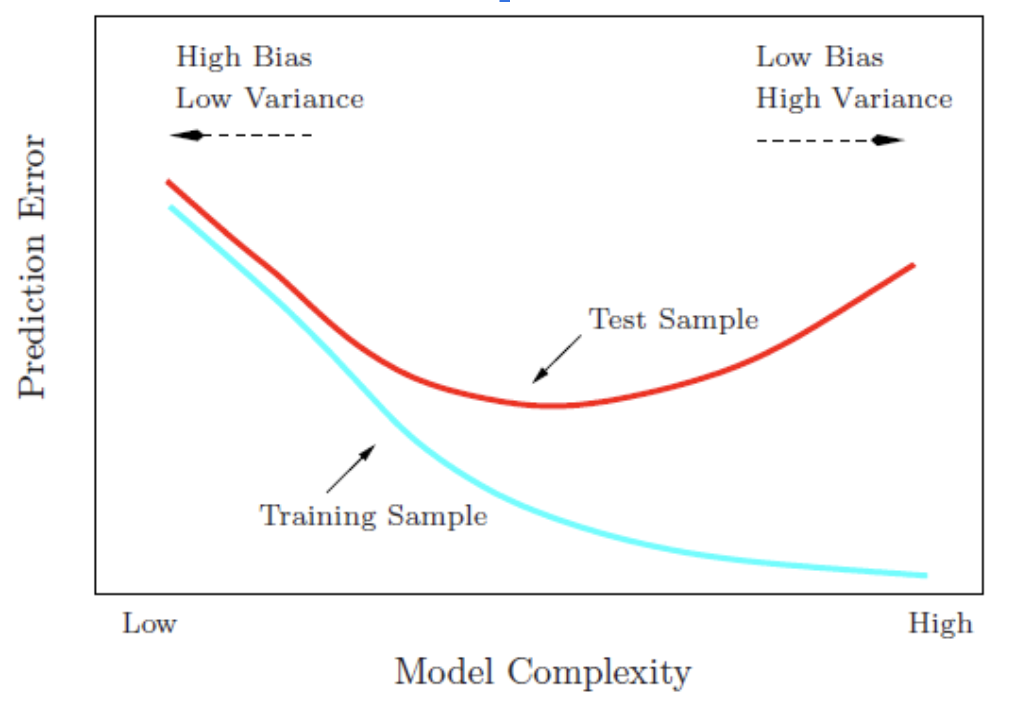 High Bias
Low Variance
Low Bias
High Variance
Prediction Error
Test Sample
Training Sample
Low
High
Model Complexity